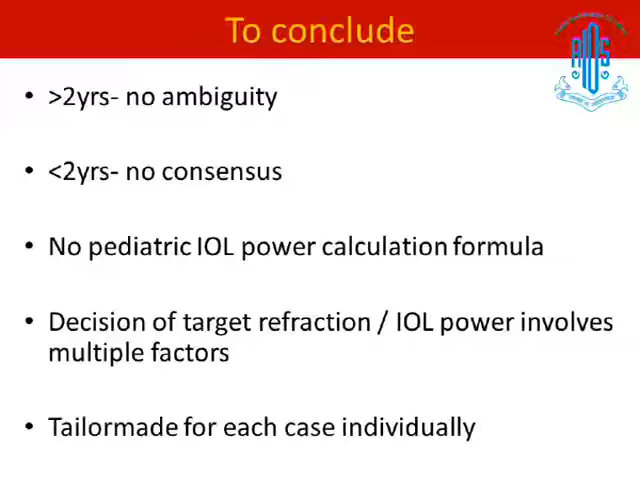 To conclude
• >2yrs- no ambiguity
• <2yrs- no consensus
• No pediatric IOL power calculation formula
• Decision of target refraction / IOL power involves
multiple factors
• Tailormade for each case individually